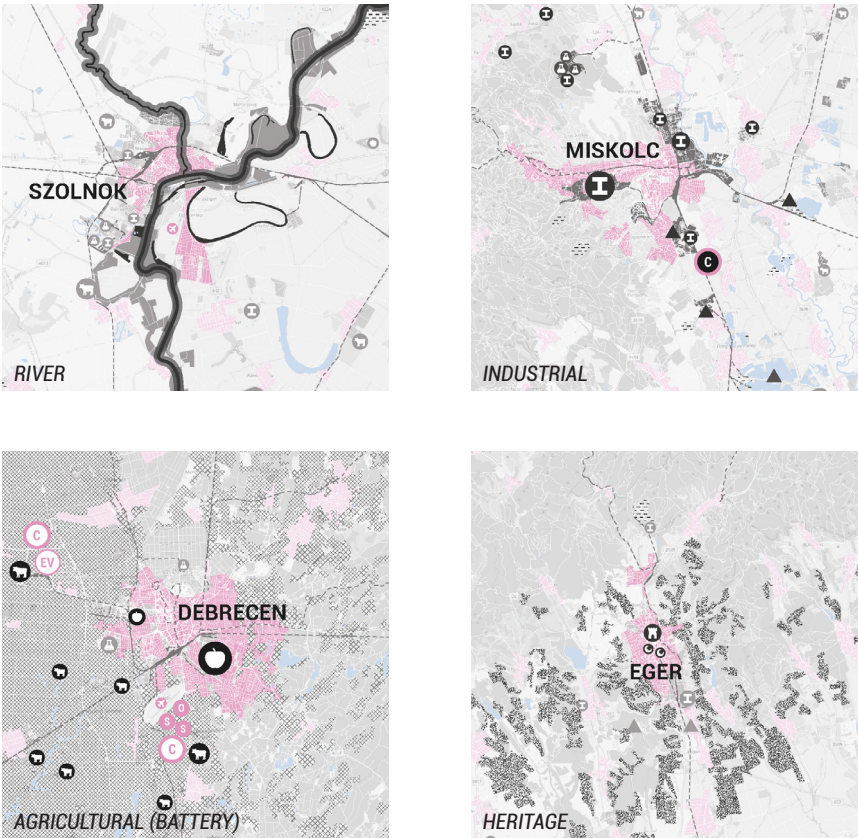 SZOLNOK
RIVER
MISKOLC
C
INDUSTRIAL
C
EV
DEBRECEN
O
S
S
C
AGRICULTURAL (BATTERY)
EGER
HERITAGE